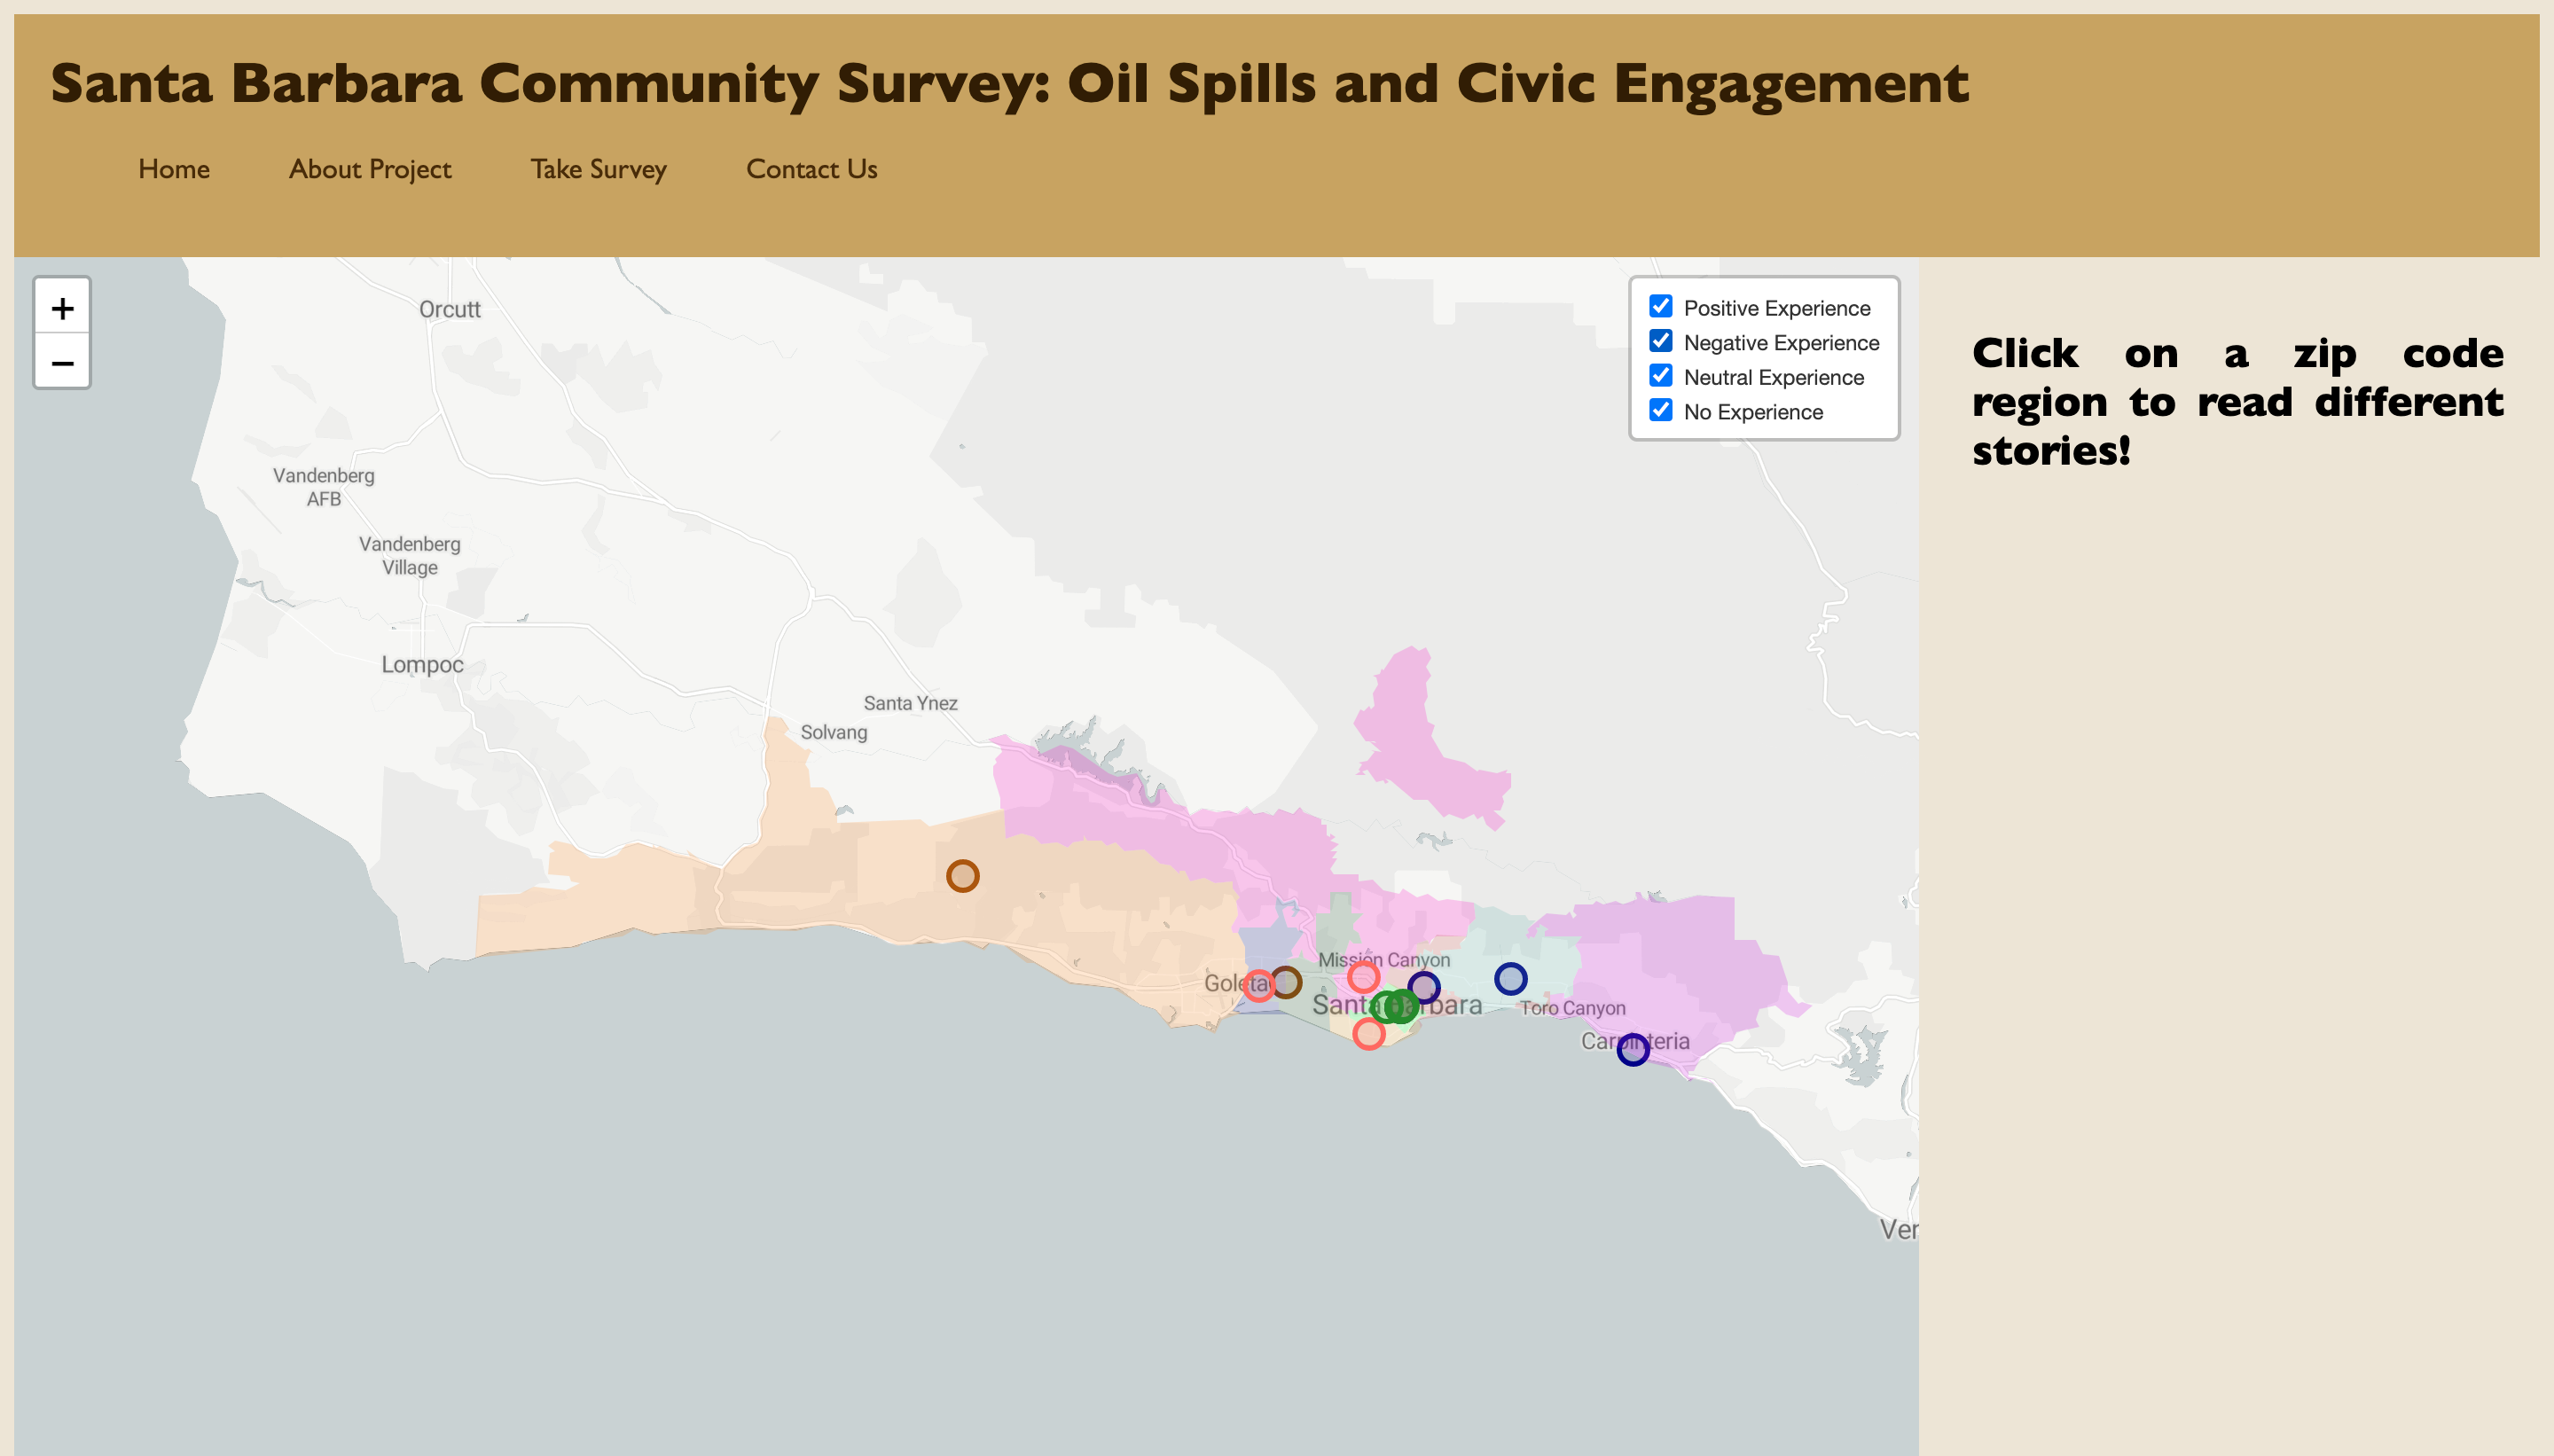 Santa Barbara Community Survey: Oil Spills and Civic Engagement
Home About Project Take Survey Contact Us
+
−
Positive Experience
Negative Experience
Neutral Experience
No Experience
Click on a zip code
region to read different
stories!
Orcutt
Vandenberg
AFB
Vandenberg
Village
Lompoc
Santa Ynez
Solvang
Mission Canyon
Goleta
Santa Barbara
Toro Canyon
Carpinteria
Ver